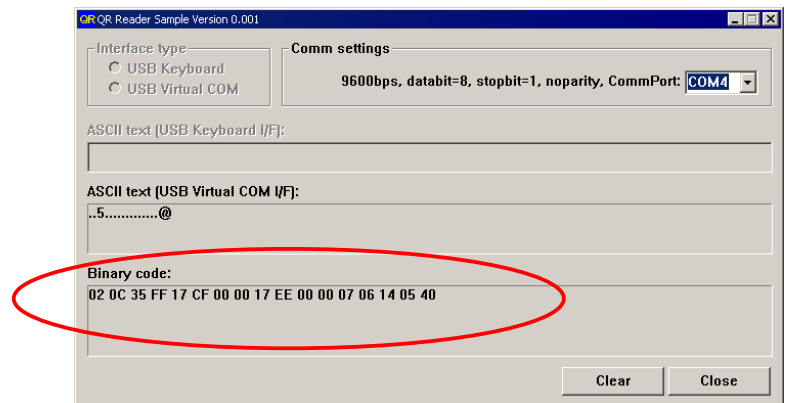 QR QR Reader Sample Version 0.001
Interface type
USB Keyboard
USB Virtual COM
Comm settings
9600bps, databit=8, stopbit=1, noparity, CommPort: COM4
ASCII text (USB Keyboard I/F):
ASCII text (USB Virtual COM I/F):
..5.............@
Binary code:
02 0C 35 FF 17 CF 00 00 17 EE 00 00 07 06 14 05 40
Clear Close